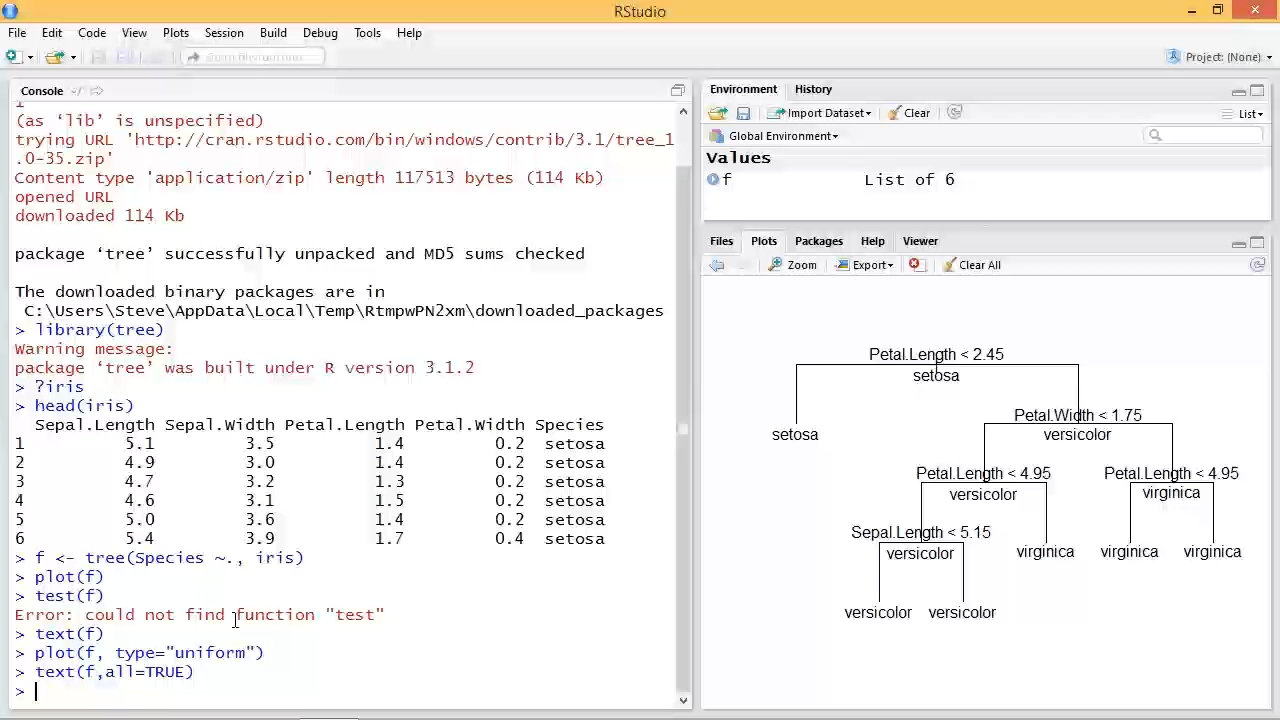 RStudio
File Edit Code View Plots Session Build Debug Tools Help
Project: (None)
Console ~/
(as ‘lib’ is unspecified)
trying URL 'http://cran.rstudio.com/bin/windows/contrib/3.1/tree_1
.0-35.zip'
Content type 'application/zip' length 117513 bytes (114 Kb)
opened URL
downloaded 114 Kb
package ‘tree’ successfully unpacked and MD5 sums checked
The downloaded binary packages are in
C:\Users\Steve\AppData\Local\Temp\RtmpwPN2xm\downloaded_packages
> library(tree)
Warning message:
package ‘tree’ was built under R version 3.1.2
> ?iris
> head(iris)
Sepal.Length Sepal.Width Petal.Length Petal.Width Species
1 5.1 3.5 1.4 0.2 setosa
2 4.9 3.0 1.4 0.2 setosa
3 4.7 3.2 1.3 0.2 setosa
4 4.6 3.1 1.5 0.2 setosa
5 5.0 3.6 1.4 0.2 setosa
6 5.4 3.9 1.7 0.4 setosa
> f <- tree(Species ~., iris)
> plot(f)
> test(f)
Error: could not find function "test"
> text(f)
> plot(f, type="uniform")
> text(f,all=TRUE)
>
Environment History
Import Dataset Clear List
Global Environment
Values
f List of 6
Files Plots Packages Help Viewer
Zoom Export Clear All
Petal.Length < 2.45
setosa
Petal.Width < 1.75
setosa versicolor
Petal.Length < 4.95 Petal.Length < 4.95
versicolor virginica
Sepal.Length < 5.15
versicolor virginica virginica virginica
versicolor versicolor